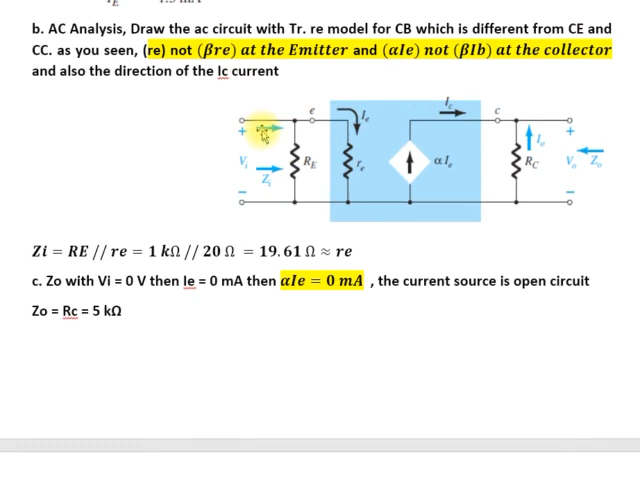 b. AC Analysis, Draw the ac circuit with Tr. re model for CB which is different from CE and
CC. as you seen, (re) not (βre) at the Emitter and (αIe) not (βIb) at the collector
and also the direction of the Ic current
e Ie Ic c
+ Io +
Vi RE re α Ie RC Vo Zo
Zi
− −
Zi = RE // re = 1 kΩ // 20 Ω = 19.61 Ω ≈ re
c. Zo with Vi = 0 V then Ie = 0 mA then αIe = 0 mA , the current source is open circuit
Zo = Rc = 5 kΩ